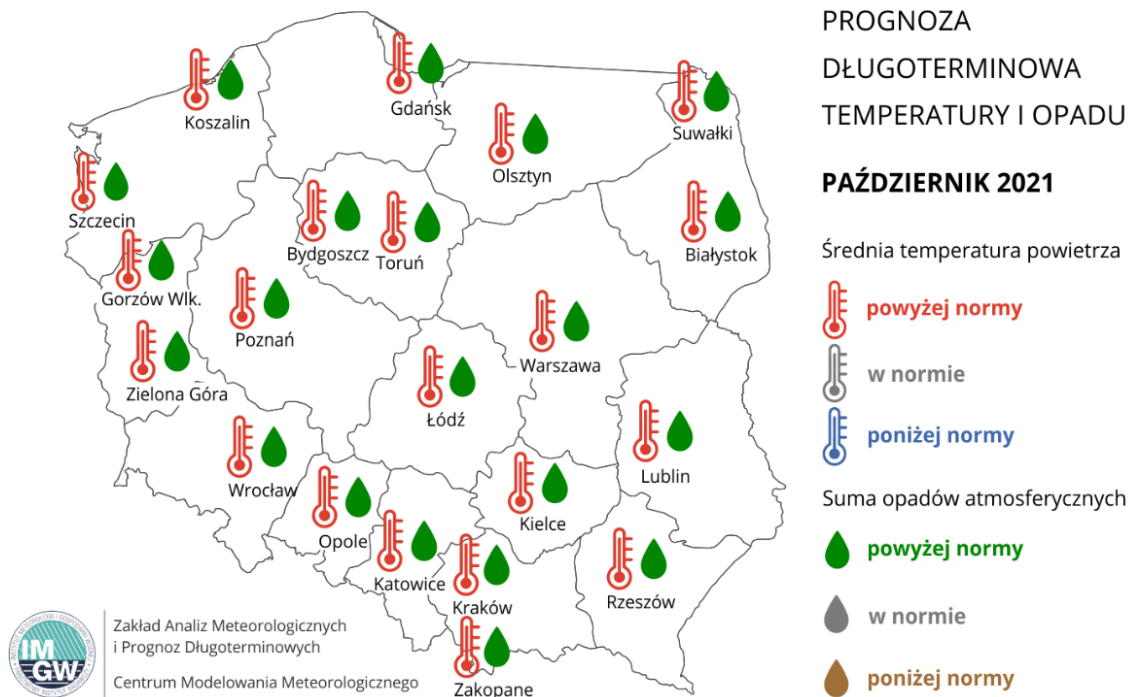 PROGNOZA
DŁUGOTERMINOWA
TEMPERATURY I OPADU
PAŹDZIERNIK 2021
Średnia temperatura powietrza
powyżej normy
w normie
poniżej normy
Suma opadów atmosferycznych
powyżej normy
w normie
poniżej normy
Koszalin
Gdańsk
Suwałki
Olsztyn
Szczecin
Bydgoszcz
Toruń
Białystok
Gorzów Wlk.
Poznań
Warszawa
Zielona Góra
Łódź
Lublin
Wrocław
Kielce
Opole
Katowice
Kraków
Rzeszów
Zakopane
IM
GW
Zakład Analiz Meteorologicznych
i Prognoz Długoterminowych
Centrum Modelowania Meteorologicznego